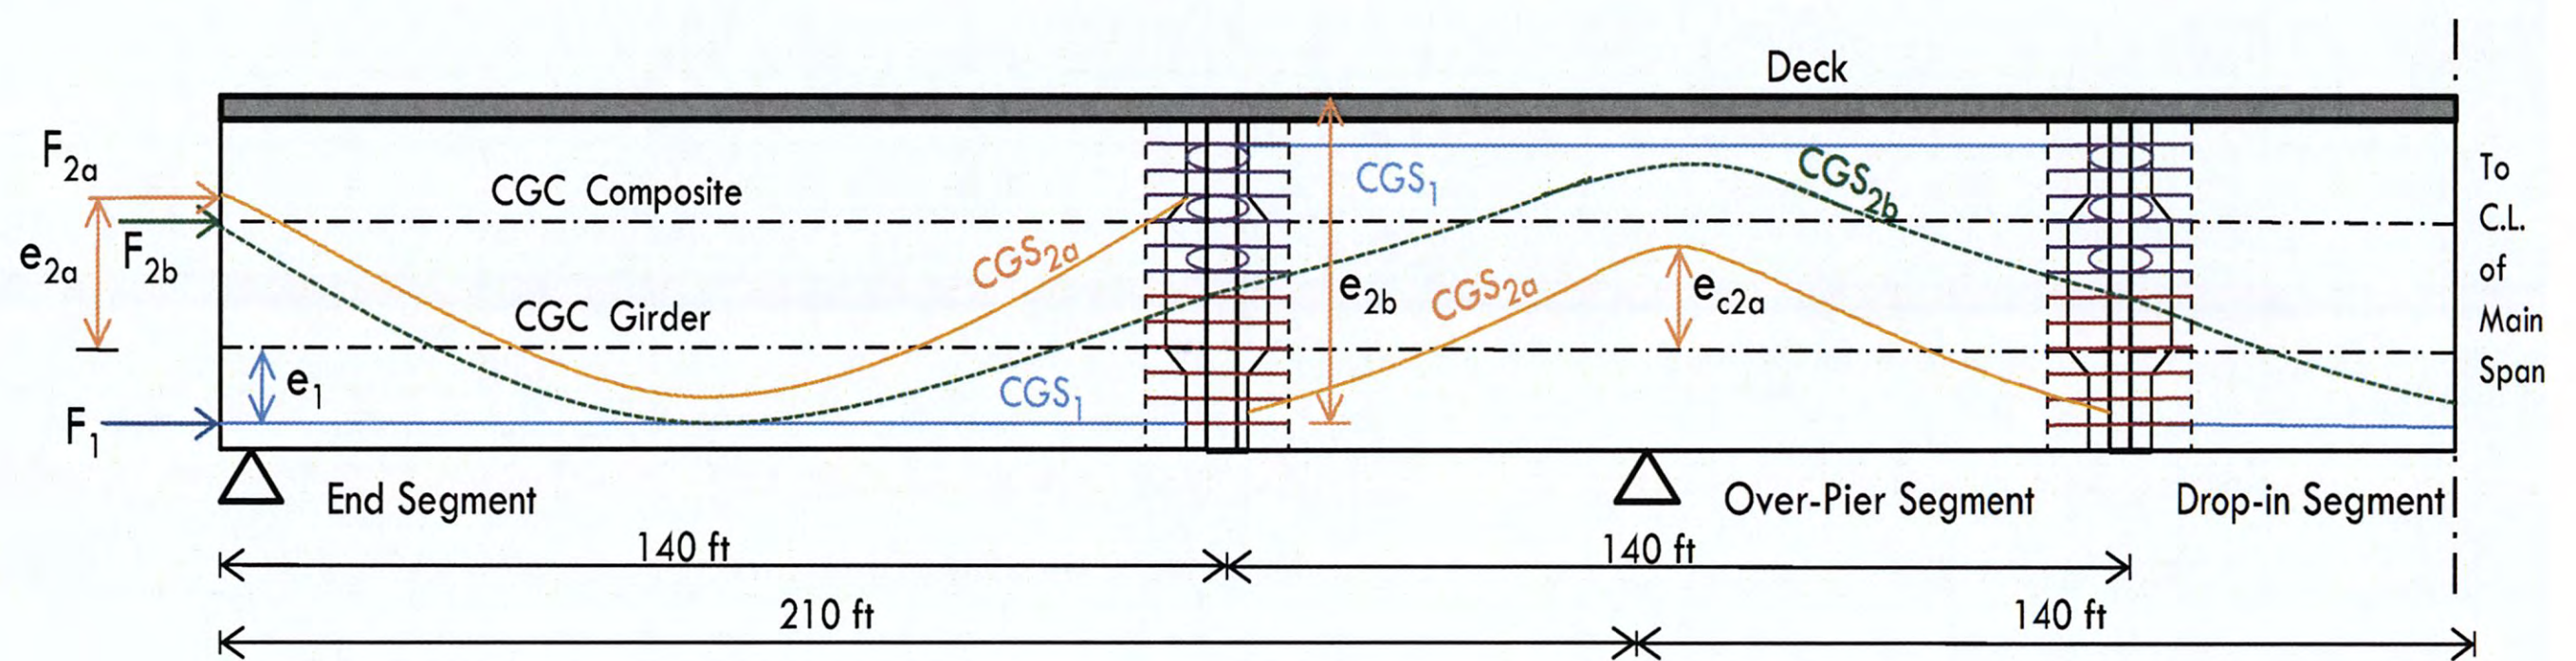 Deck
F2a
CGC Composite
CGS1
CGS2b
To
C.L.
of
Main
Span
e2a
F2b
CGS2a
e2b
CGS2a
ec2a
CGC Girder
e1
CGS1
F1
End Segment
Over-Pier Segment
Drop-in Segment
140 ft
140 ft
210 ft
140 ft